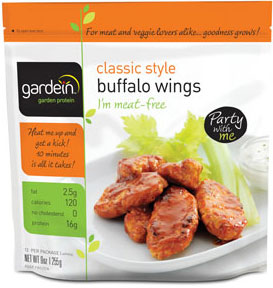 For meat and veggie lovers alike... goodness grows!
gardein
garden protein
classic style
buffalo wings
I'm meat-free
Heat me up and
get a kick!
10 minutes
is all it takes!
Party
with
me
fat 2.5g
calories 120
no cholesterol 0
protein 16g
NET WT 9oz (255g)